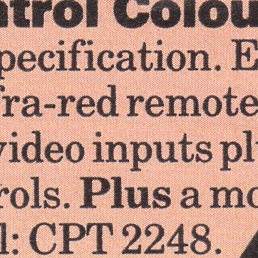 ntrol Colou
pecification. E
fra-red remote
video inputs pl
rols. Plus a mo
l: CPT 2248.